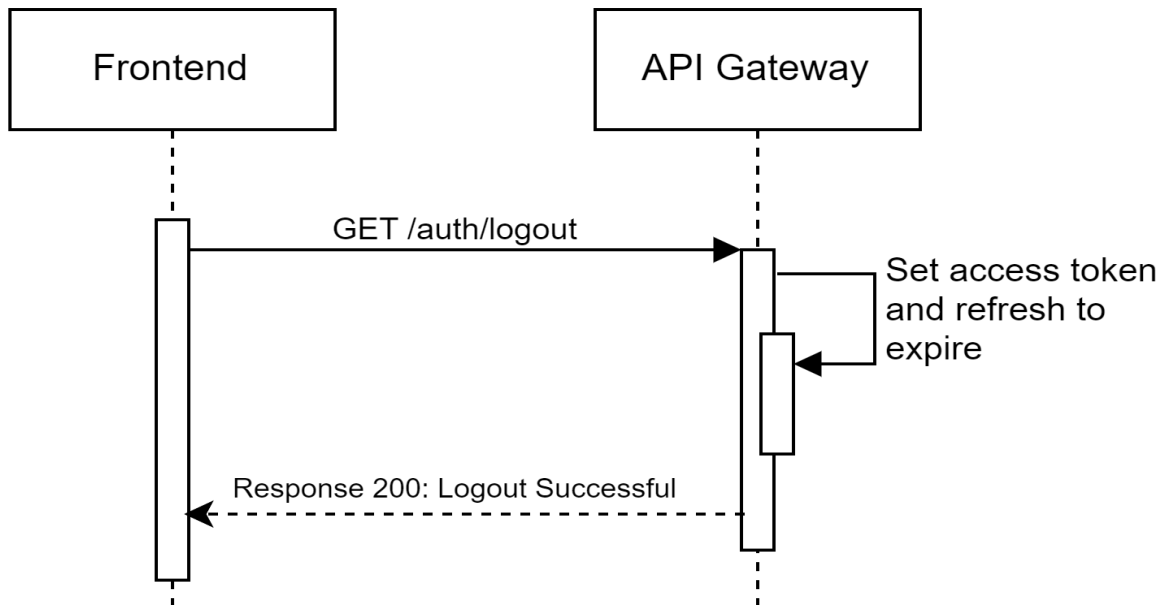 Frontend
API Gateway
GET /auth/logout
Set access token
and refresh to
expire
Response 200: Logout Successful